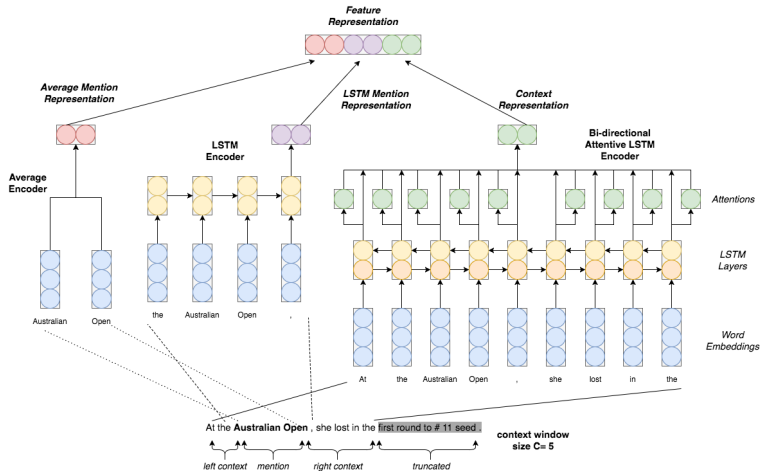 Feature
Representation
Average Mention
Representation
LSTM Mention
Representation
Context
Representation
LSTM
Encoder
Bi-directional
Attentive LSTM
Encoder
Average
Encoder
Attentions
LSTM
Layers
Word
Embeddings
Australian Open
the Australian Open ,
At the Australian Open , she lost in the
At the Australian Open , she lost in the first round to # 11 seed .
context window
size C= 5
left context mention right context truncated